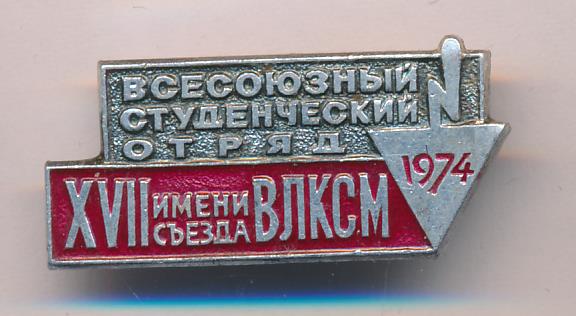 ВСЕСОЮЗНЫЙ
СТУДЕНЧЕСКИЙ
ОТРЯД
1974
XVII ИМЕНИ СЪЕЗДА ВЛКСМ